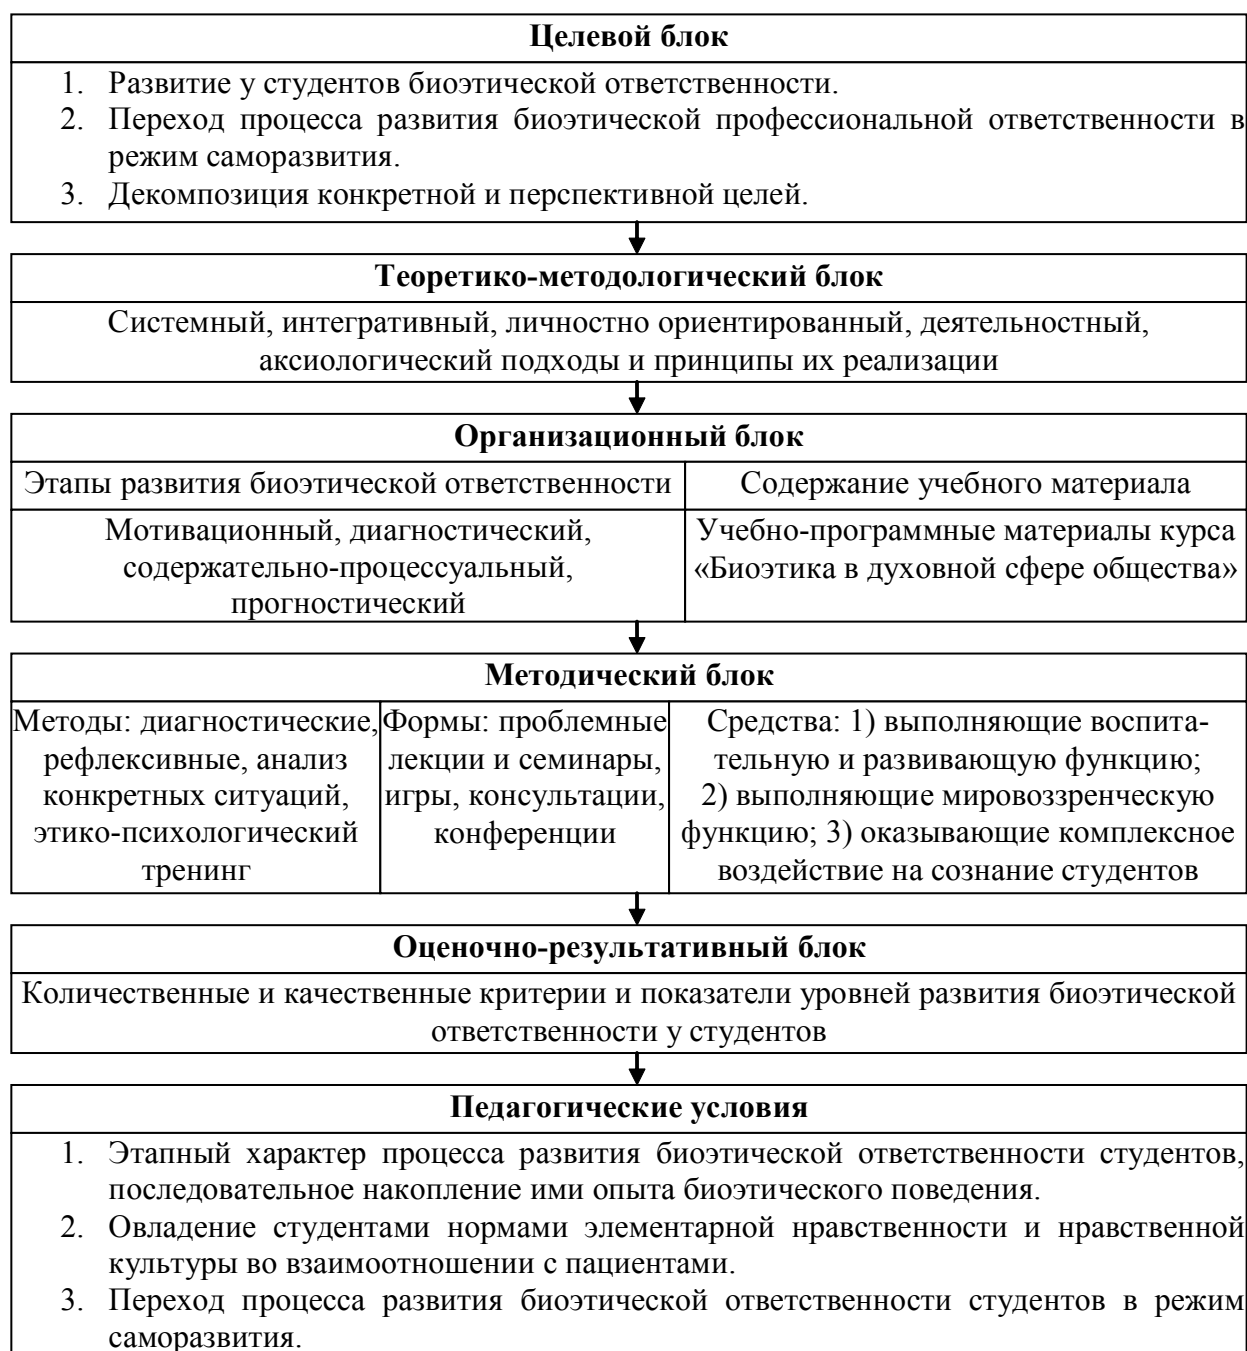 Целевой блок
1. Развитие у студентов биоэтической ответственности.
2. Переход процесса развития биоэтической профессиональной ответственности в
режим саморазвития.
3. Декомпозиция конкретной и перспективной целей.
Теоретико-методологический блок
Системный, интегративный, личностно ориентированный, деятельностный,
аксиологический подходы и принципы их реализации
Организационный блок
Этапы развития биоэтической ответственности
Мотивационный, диагностический,
содержательно-процессуальный,
прогностический
Содержание учебного материала
Учебно-программные материалы курса
«Биоэтика в духовной сфере общества»
Методический блок
Методы: диагностические,
рефлексивные, анализ
конкретных ситуаций,
этико-психологический
тренинг
Формы: проблемные
лекции и семинары,
игры, консультации,
конференции
Средства: 1) выполняющие воспита-
тельную и развивающую функцию;
2) выполняющие мировоззренческую
функцию; 3) оказывающие комплексное
воздействие на сознание студентов
Оценочно-результативный блок
Количественные и качественные критерии и показатели уровней развития биоэтической
ответственности у студентов
Педагогические условия
1. Этапный характер процесса развития биоэтической ответственности студентов,
последовательное накопление ими опыта биоэтического поведения.
2. Овладение студентами нормами элементарной нравственности и нравственной
культуры во взаимоотношении с пациентами.
3. Переход процесса развития биоэтической ответственности студентов в режим
саморазвития.